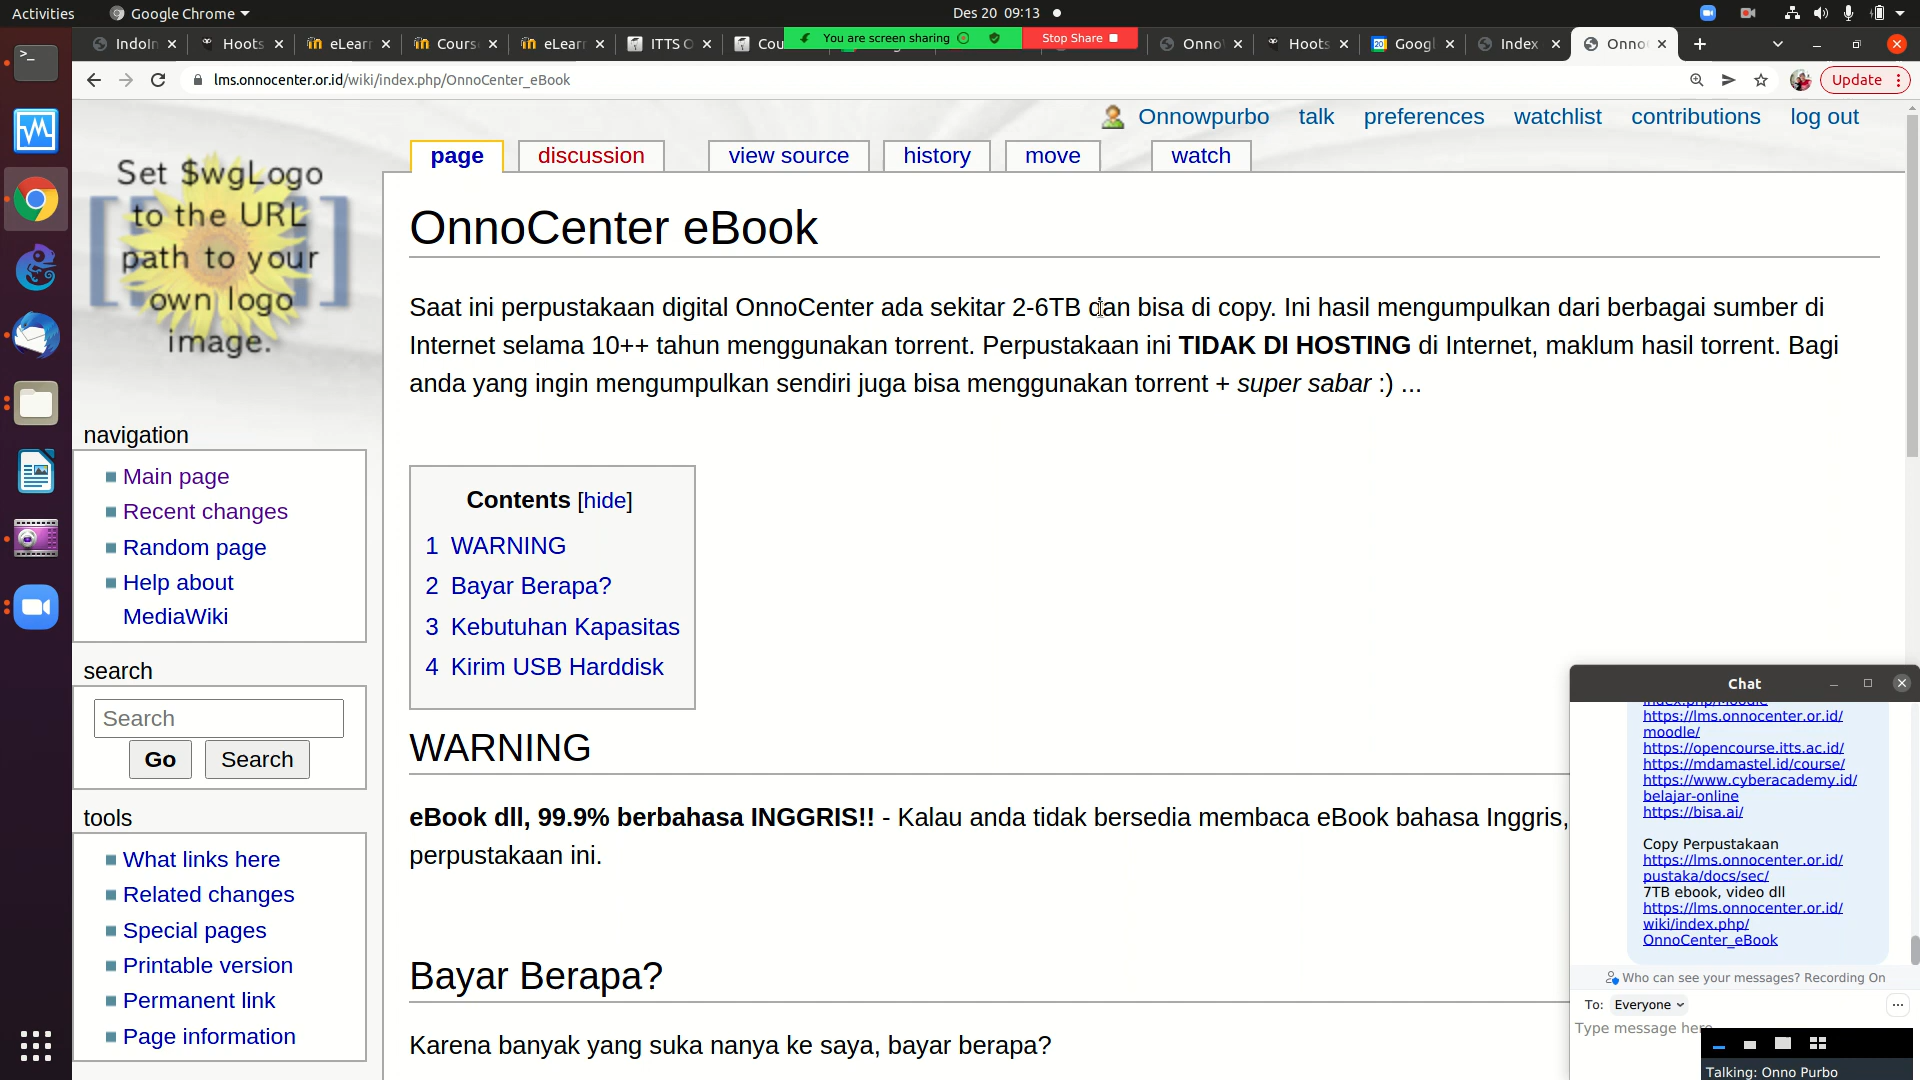 Activities
Google Chrome
Des 20 09:13
IndoIn
Hoots
eLear
Cours
eLear
ITTS C
Cou
You are screen sharing
Stop Share
Onno
Hoots
Googl
Index
Onno
lms.onnocenter.or.id/wiki/index.php/OnnoCenter_eBook
Update
Onnowpurbo talk preferences watchlist contributions log out
page discussion view source history move watch
Set $wgLogo
to the URL
path to your
own logo
image.
OnnoCenter eBook
Saat ini perpustakaan digital OnnoCenter ada sekitar 2-6TB dan bisa di copy. Ini hasil mengumpulkan dari berbagai sumber di
Internet selama 10++ tahun menggunakan torrent. Perpustakaan ini TIDAK DI HOSTING di Internet, maklum hasil torrent. Bagi
anda yang ingin mengumpulkan sendiri juga bisa menggunakan torrent + super sabar :) ...
navigation
Main page
Recent changes
Random page
Help about
MediaWiki
search
Search
Go Search
tools
What links here
Related changes
Special pages
Printable version
Permanent link
Page information
Contents [hide]
1 WARNING
2 Bayar Berapa?
3 Kebutuhan Kapasitas
4 Kirim USB Harddisk
WARNING
eBook dll, 99.9% berbahasa INGGRIS!! - Kalau anda tidak bersedia membaca eBook bahasa Inggris,
perpustakaan ini.
Bayar Berapa?
Karena banyak yang suka nanya ke saya, bayar berapa?
Chat
index.php/Moodle
https://lms.onnocenter.or.id/
moodle/
https://opencourse.itts.ac.id/
https://mdamastel.id/course/
https://www.cyberacademy.id/
belajar-online
https://bisa.ai/
Copy Perpustakaan
https://lms.onnocenter.or.id/
pustaka/docs/sec/
7TB ebook, video dll
https://lms.onnocenter.or.id/
wiki/index.php/
OnnoCenter_eBook
Who can see your messages? Recording On
To: Everyone
Type message here
Talking: Onno Purbo